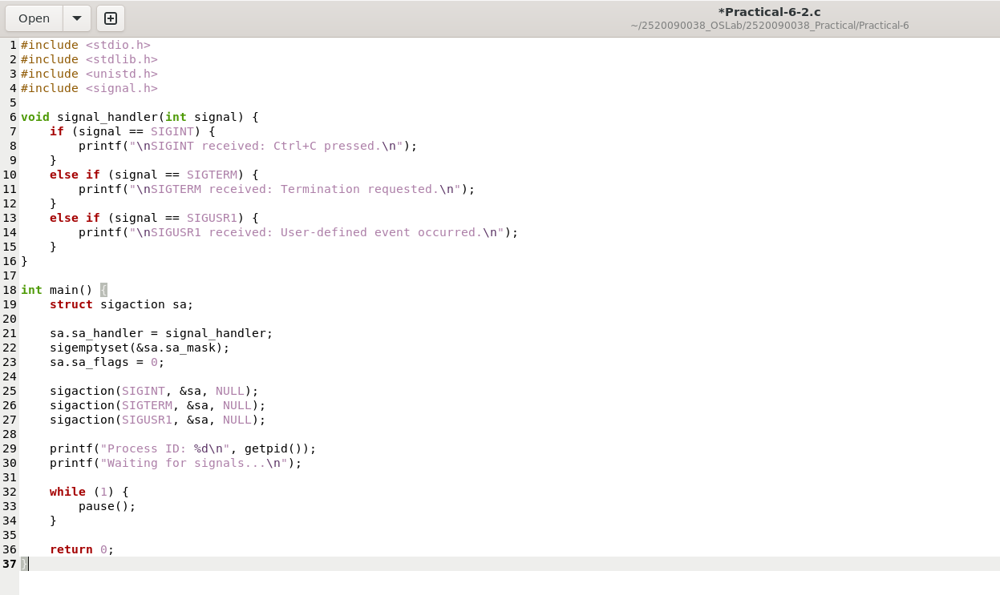 Open
*Practical-6-2.c
~/2520090038_OSLab/2520090038_Practical/Practical-6
1 #include <stdio.h>
2 #include <stdlib.h>
3 #include <unistd.h>
4 #include <signal.h>
5
6 void signal_handler(int signal) {
7     if (signal == SIGINT) {
8         printf("\nSIGINT received: Ctrl+C pressed.\n");
9     }
10     else if (signal == SIGTERM) {
11         printf("\nSIGTERM received: Termination requested.\n");
12     }
13     else if (signal == SIGUSR1) {
14         printf("\nSIGUSR1 received: User-defined event occurred.\n");
15     }
16 }
17
18 int main() {
19     struct sigaction sa;
20
21     sa.sa_handler = signal_handler;
22     sigemptyset(&sa.sa_mask);
23     sa.sa_flags = 0;
24
25     sigaction(SIGINT, &sa, NULL);
26     sigaction(SIGTERM, &sa, NULL);
27     sigaction(SIGUSR1, &sa, NULL);
28
29     printf("Process ID: %d\n", getpid());
30     printf("Waiting for signals...\n");
31
32     while (1) {
33         pause();
34     }
35
36     return 0;
37 }